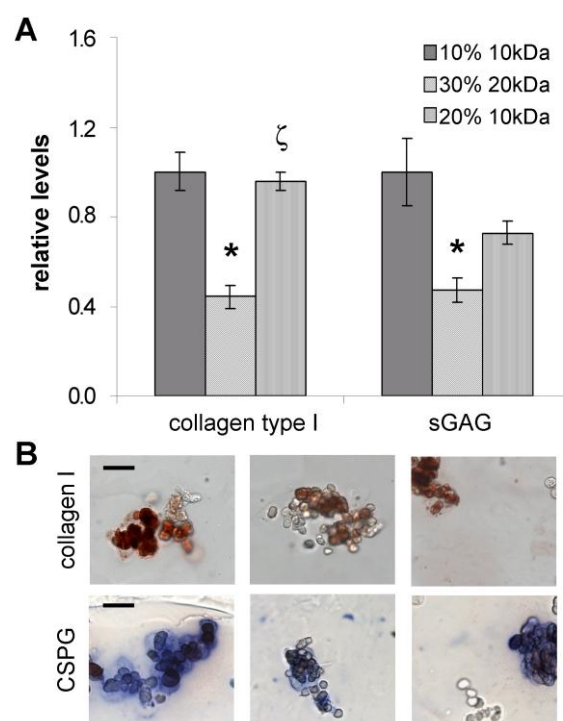 A
1.6
1.2
0.8
0.4
0.0
relative levels
10% 10kDa
30% 20kDa
20% 10kDa
ζ
*
*
collagen type I
sGAG
B
collagen I
CSPG